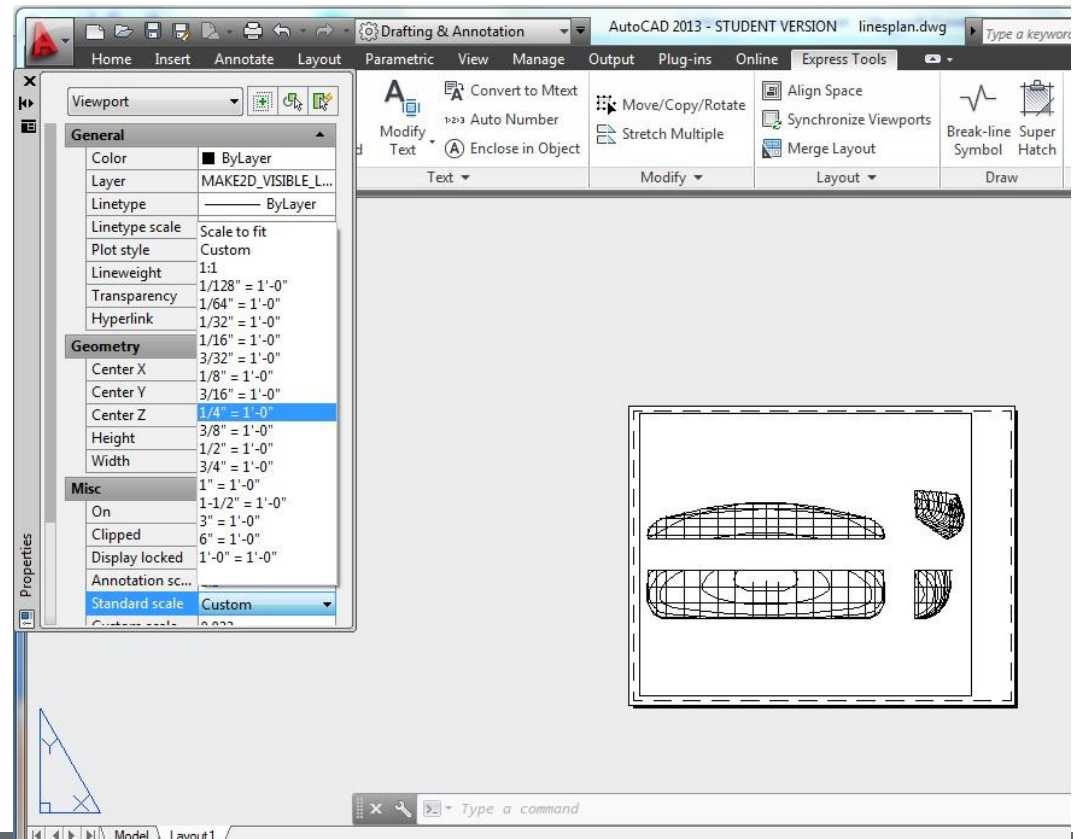 Drafting & Annotation
AutoCAD 2013 - STUDENT VERSION linesplan.dwg
Type a keyword
Home Insert Annotate Layout Parametric View Manage Output Plug-ins Online Express Tools
Viewport
General
Color ByLayer
Layer MAKE2D_VISIBLE_L...
Linetype ByLayer
Linetype scale
Plot style
Lineweight
Transparency
Hyperlink
Geometry
Center X
Center Y
Center Z
Height
Width
Misc
On
Clipped
Display locked
Annotation sc...
Standard scale Custom
Custom scale
Scale to fit
Custom
1:1
1/128" = 1'-0"
1/64" = 1'-0"
1/32" = 1'-0"
1/16" = 1'-0"
3/32" = 1'-0"
1/8" = 1'-0"
3/16" = 1'-0"
1/4" = 1'-0"
3/8" = 1'-0"
1/2" = 1'-0"
3/4" = 1'-0"
1" = 1'-0"
1-1/2" = 1'-0"
3" = 1'-0"
6" = 1'-0"
1'-0" = 1'-0"
Properties
Modify
Text
Convert to Mtext
Auto Number
Enclose in Object
Text
Move/Copy/Rotate
Stretch Multiple
Modify
Align Space
Synchronize Viewports
Merge Layout
Layout
Break-line
Symbol
Super
Hatch
Draw
Y
X
Type a command
Model Layout1